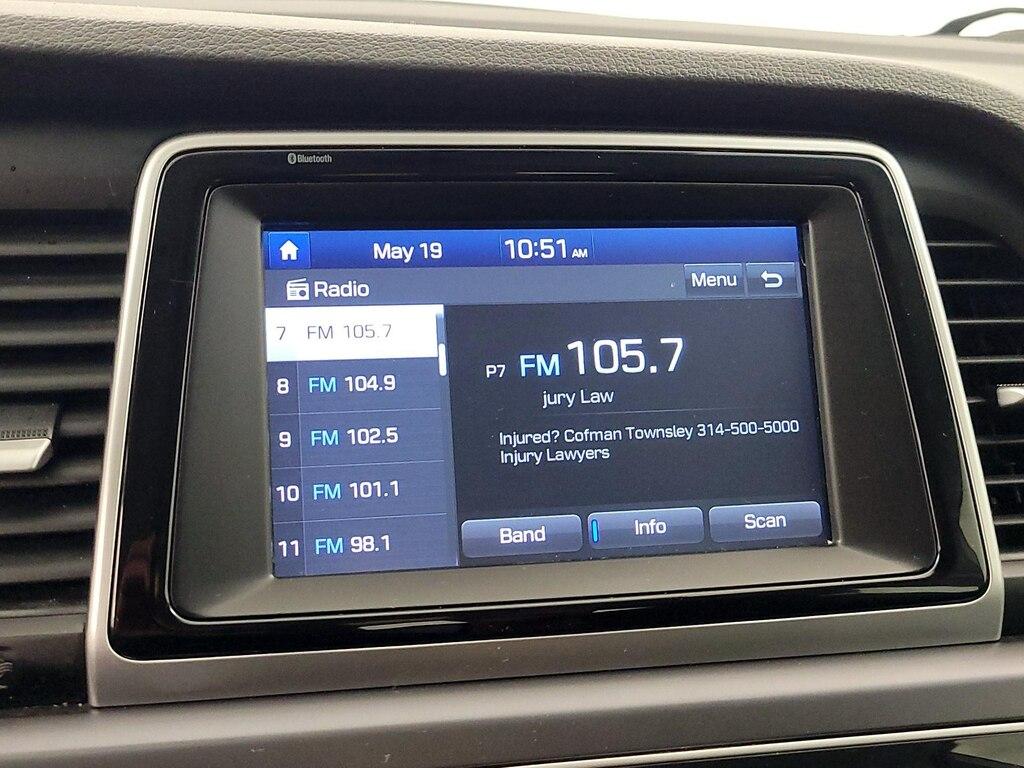 Bluetooth
May 19 10:51 AM
Radio Menu
7 FM 105.7
8 FM 104.9
9 FM 102.5
10 FM 101.1
11 FM 98.1
P7 FM 105.7
jury Law
Injured? Cofman Townsley 314-500-5000
Injury Lawyers
Band Info Scan